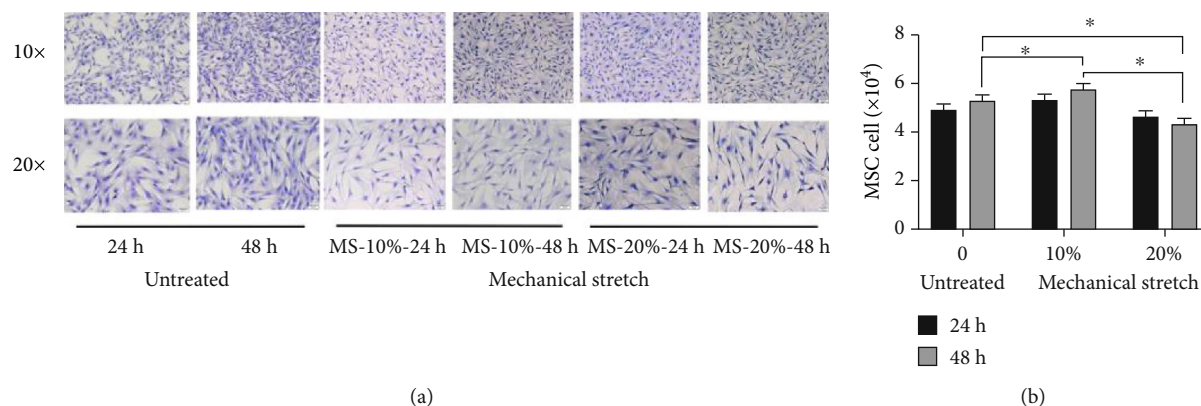 10×
20×
24 h 48 h MS-10%-24 h MS-10%-48 h MS-20%-24 h MS-20%-48 h
Untreated Mechanical stretch
(a)
MSC cell (×10⁴)
8
6
4
2
0
*
*
*
0 10% 20%
Untreated Mechanical stretch
24 h
48 h
(b)